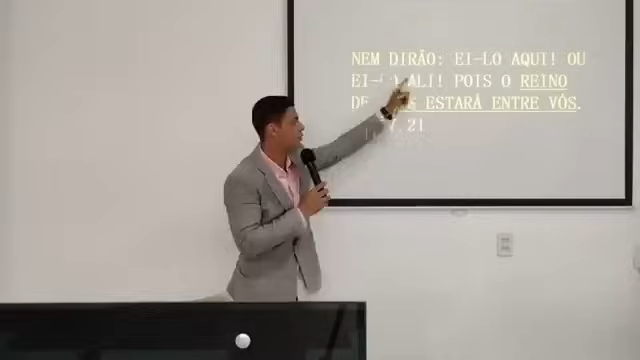 NEM DIRÃO: EI-LO AQUI! OU
ALI! POIS O REINO
ESTARÁ ENTRE VÓS.
21